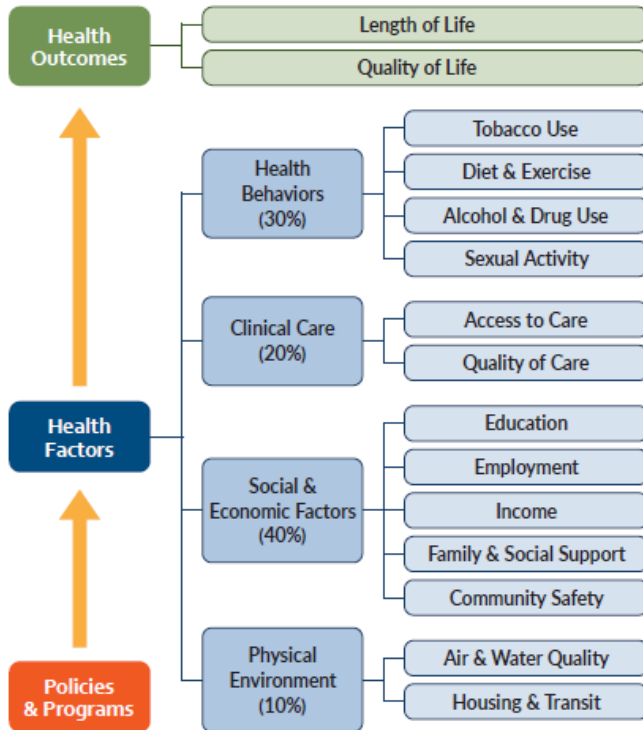 Health
Outcomes
Length of Life
Quality of Life
Health
Behaviors
(30%)
Tobacco Use
Diet & Exercise
Alcohol & Drug Use
Sexual Activity
Clinical Care
(20%)
Access to Care
Quality of Care
Health
Factors
Social &
Economic Factors
(40%)
Education
Employment
Income
Family & Social Support
Community Safety
Physical
Environment
(10%)
Air & Water Quality
Housing & Transit
Policies
& Programs